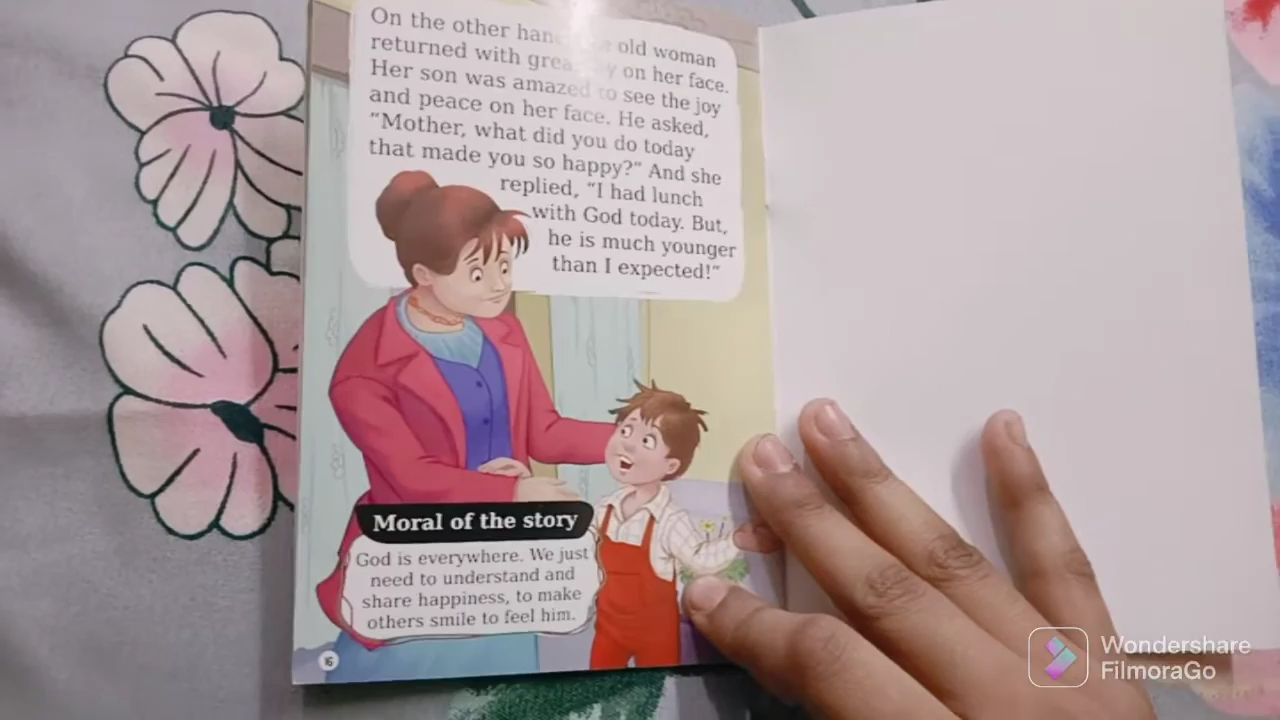 On the other han old woman
returned with grea y on her face.
Her son was amazed to see the joy
and peace on her face. He asked,
"Mother, what did you do today
that made you so happy?" And she
replied, "I had lunch
with God today. But,
he is much younger
than I expected!"
Moral of the story
God is everywhere. We just
need to understand and
share happiness, to make
others smile to feel him.
16
Wondershare
FilmoraGo